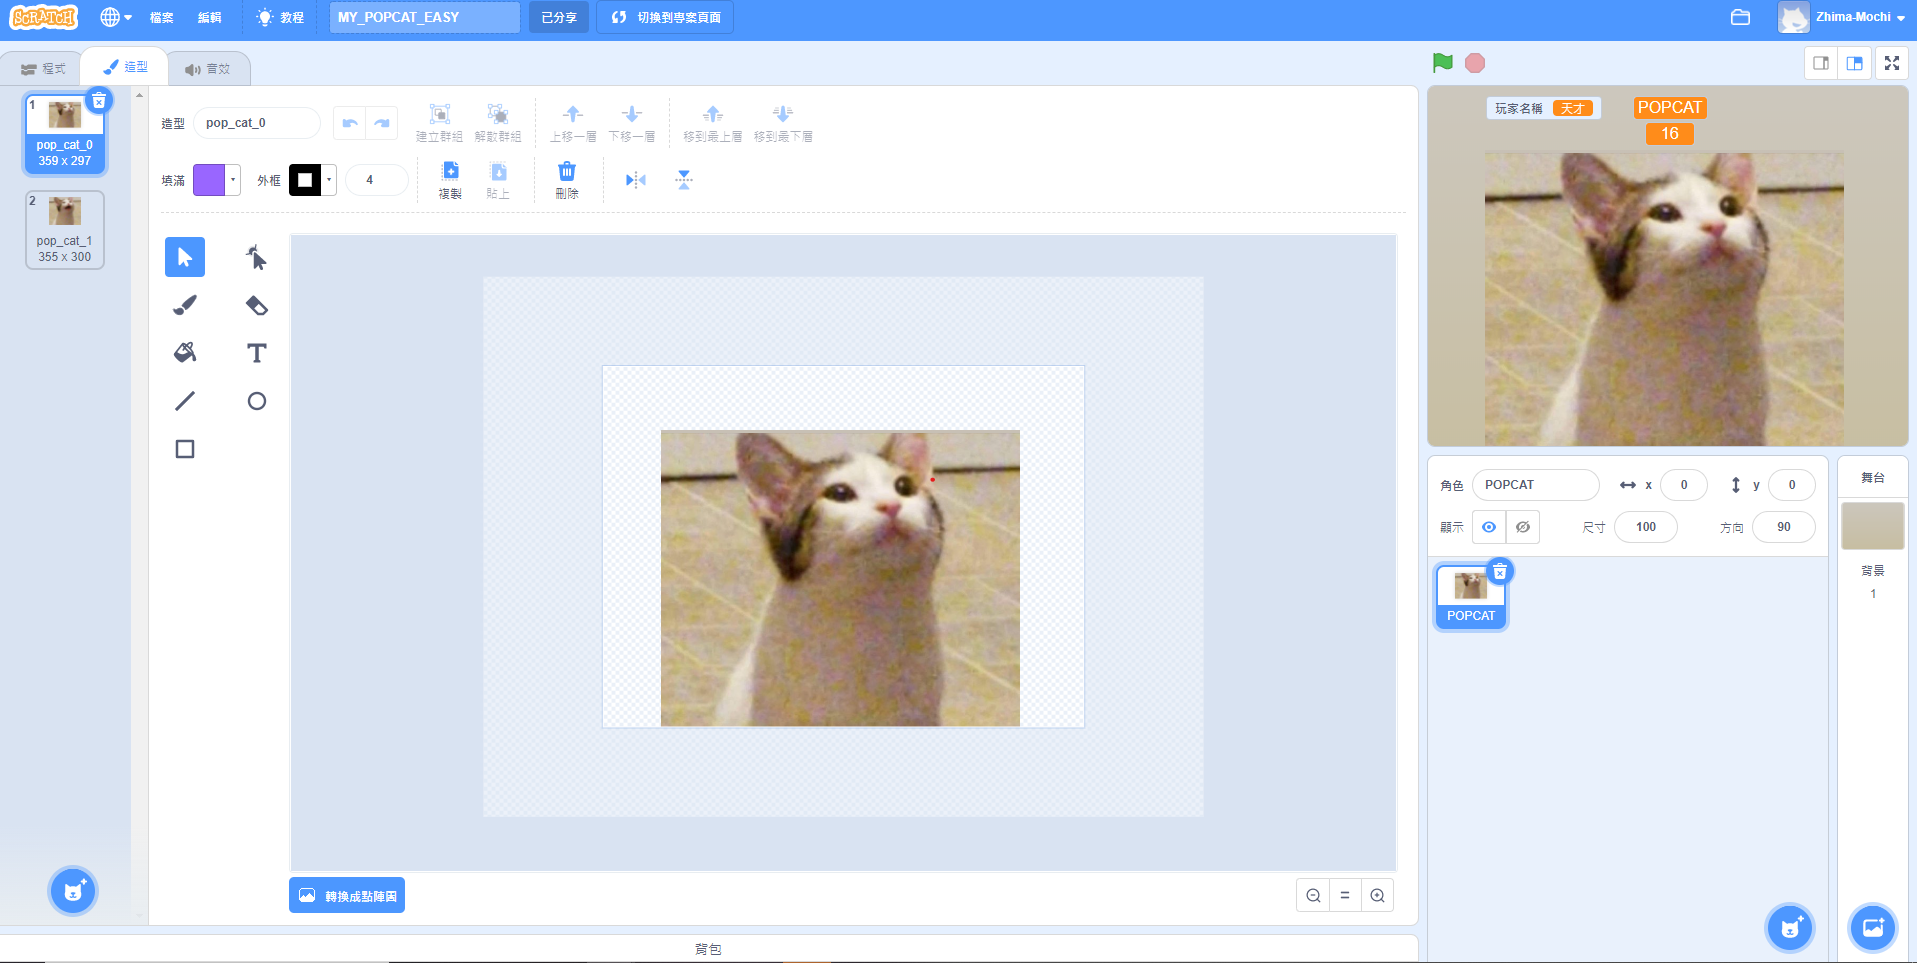 SCRATCH
檔案 編輯 教程 MY_POPCAT_EASY 已分享 切換到專案頁面 Zhima-Mochi
程式 造型 音效
1
pop_cat_0
359 x 297
2
pop_cat_1
355 x 300
造型 pop_cat_0 建立群組 解散群組 上移一層 下移一層 移到最上層 移到最下層
填滿 外框 4 複製 貼上 刪除
T
轉換成點陣圖
背包
玩家名稱 天才 POPCAT
16
角色 POPCAT x 0 y 0
顯示 尺寸 100 方向 90
POPCAT
舞台
背景
1